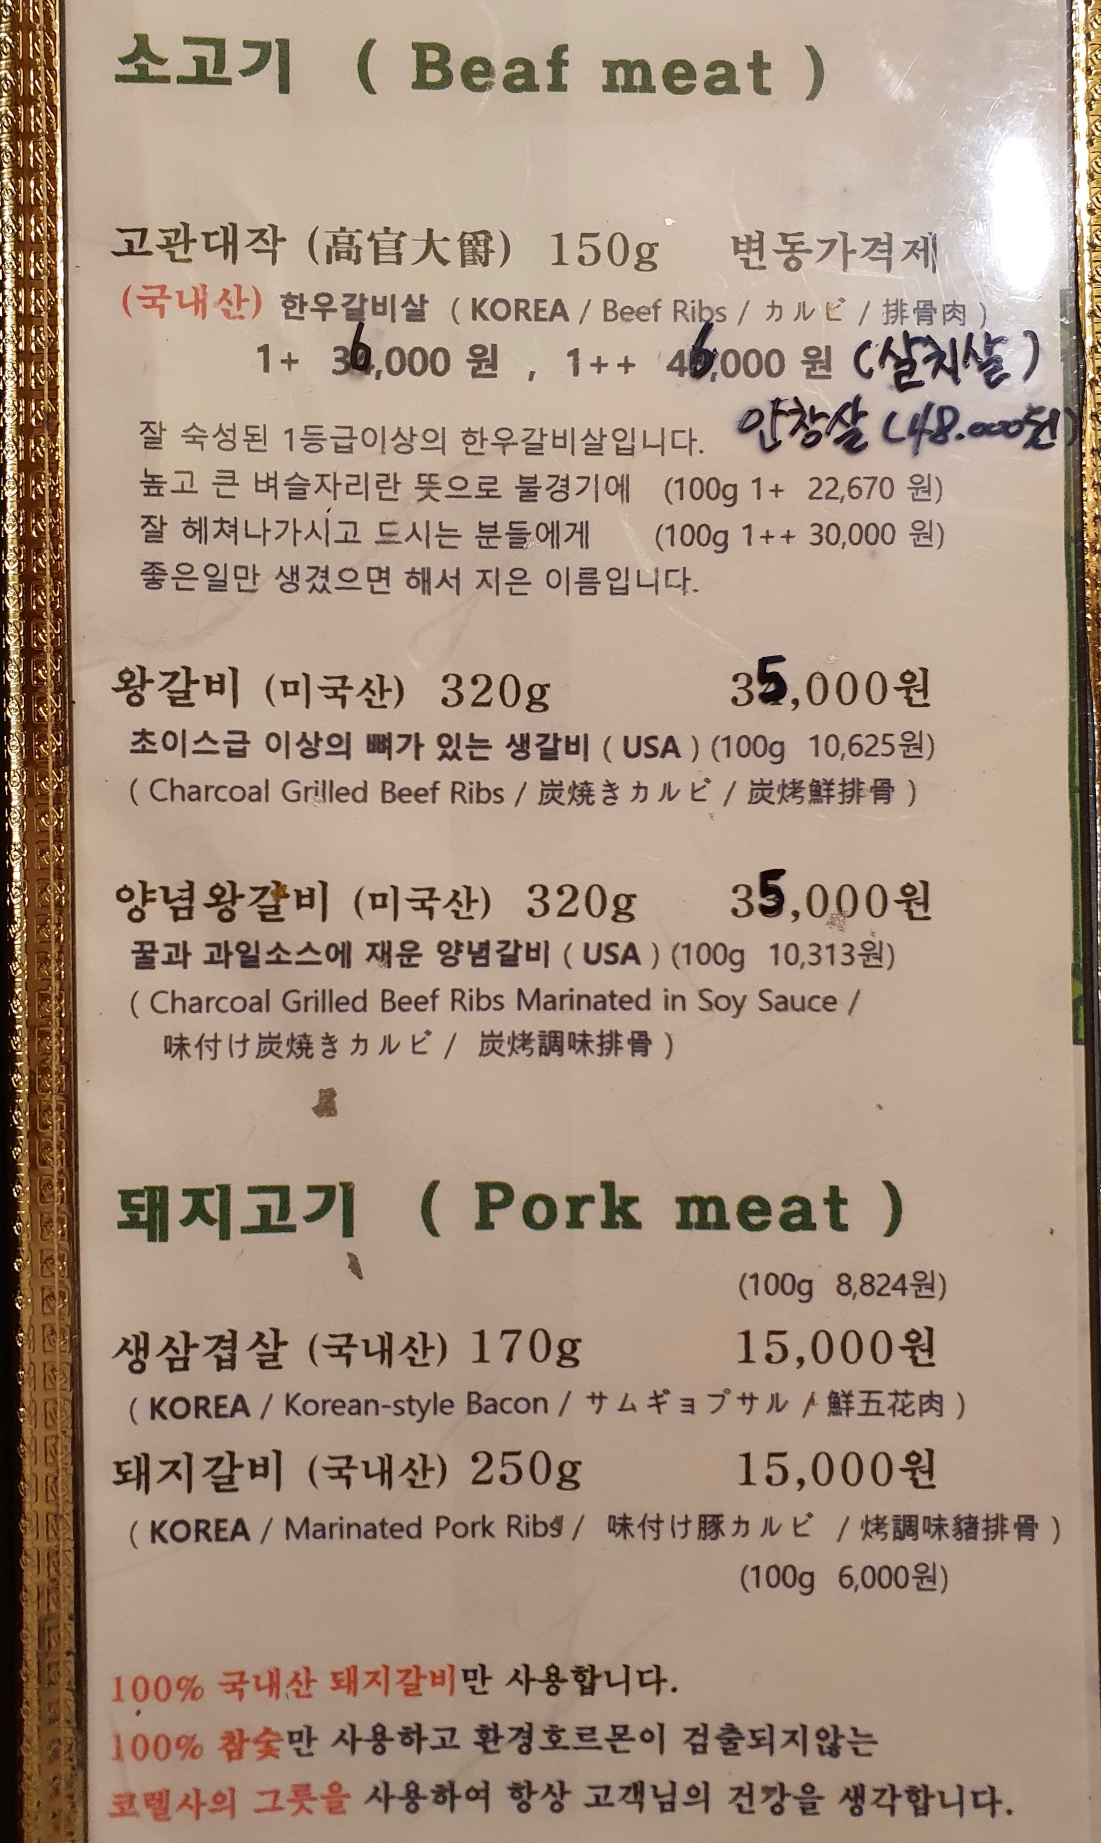 소고기 ( Beaf meat )
고관대작 (高官大爵) 150g 변동가격제
(국내산) 한우갈비살 ( KOREA / Beef Ribs / カルビ / 排骨肉 )
1+ 36,000 원 , 1++ 46,000 원 (살치살)
안창살 (48.000원)
잘 숙성된 1등급이상의 한우갈비살입니다.
높고 큰 벼슬자리란 뜻으로 불경기에 (100g 1+ 22,670 원)
잘 헤쳐나가시고 드시는 분들에게 (100g 1++ 30,000 원)
좋은일만 생겼으면 해서 지은 이름입니다.
왕갈비 (미국산) 320g 35,000원
초이스급 이상의 뼈가 있는 생갈비 ( USA ) (100g 10,625원)
( Charcoal Grilled Beef Ribs / 炭焼きカルビ / 炭烤鮮排骨 )
양념왕갈비 (미국산) 320g 35,000원
꿀과 과일소스에 재운 양념갈비 ( USA ) (100g 10,313원)
( Charcoal Grilled Beef Ribs Marinated in Soy Sauce /
味付け炭焼きカルビ / 炭烤調味排骨 )
돼지고기 ( Pork meat )
(100g 8,824원)
생삼겹살 (국내산) 170g 15,000원
( KOREA / Korean-style Bacon / サムギョプサル / 鮮五花肉 )
돼지갈비 (국내산) 250g 15,000원
( KOREA / Marinated Pork Ribs / 味付け豚カルビ / 烤調味豬排骨 )
(100g 6,000원)
100% 국내산 돼지갈비만 사용합니다.
100% 참숯만 사용하고 환경호르몬이 검출되지않는
코렐사의 그릇을 사용하여 항상 고객님의 건강을 생각합니다.